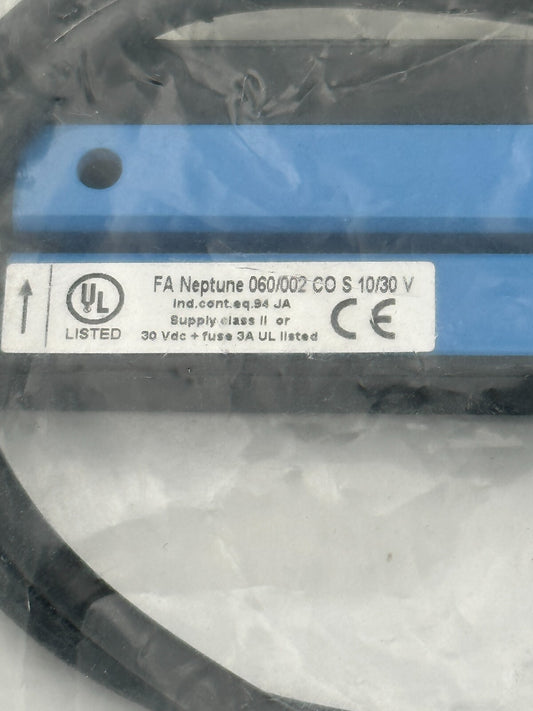 UL
LISTED
FA Neptune 060/002 CO S 10/30 V
Ind.cont.eq.94 JA
Supply class II or
30 Vdc + fuse 3A UL listed
CE